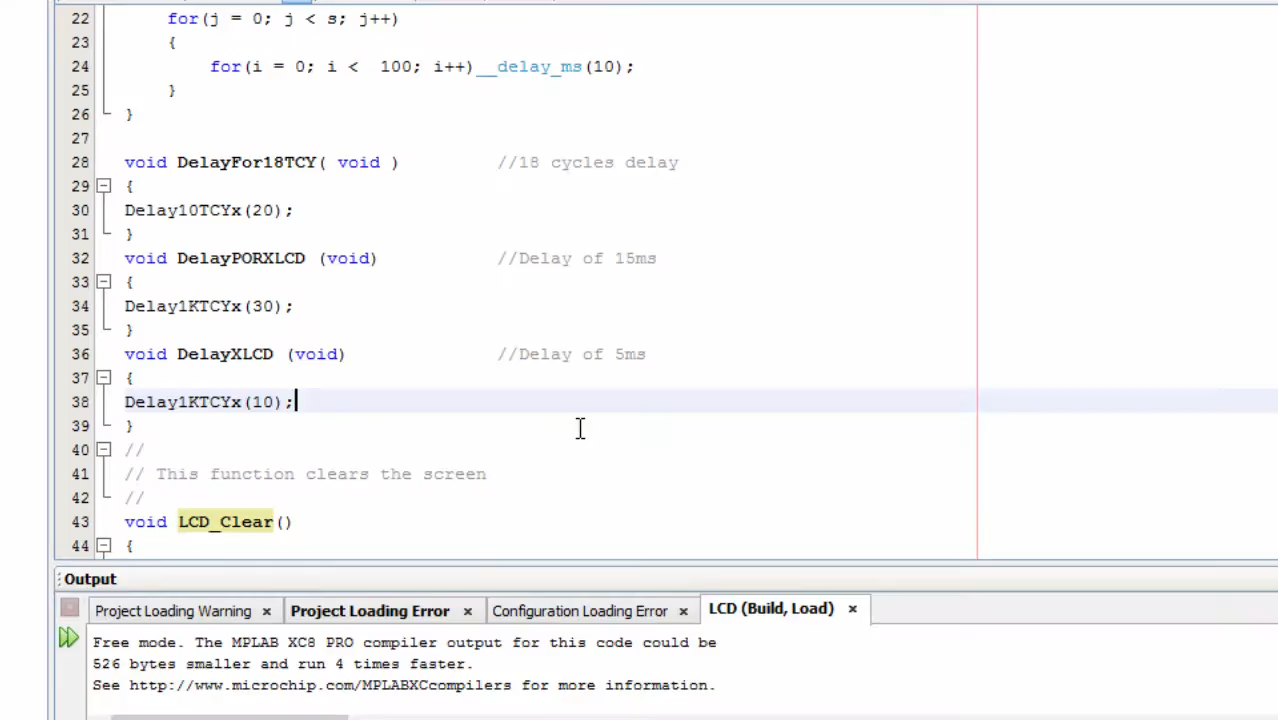 22 for(j = 0; j < s; j++)
23 {
24 for(i = 0; i <  100; i++)__delay_ms(10);
25 }
26 }
27
28 void DelayFor18TCY( void ) //18 cycles delay
29 {
30 Delay10TCYx(20);
31 }
32 void DelayPORXLCD (void) //Delay of 15ms
33 {
34 Delay1KTCYx(30);
35 }
36 void DelayXLCD (void) //Delay of 5ms
37 {
38 Delay1KTCYx(10);
39 }
40 //
41 // This function clears the screen
42 //
43 void LCD_Clear()
44 {
Output
Project Loading Warning × Project Loading Error × Configuration Loading Error × LCD (Build, Load) ×
Free mode. The MPLAB XC8 PRO compiler output for this code could be
526 bytes smaller and run 4 times faster.
See http://www.microchip.com/MPLABXCcompilers for more information.